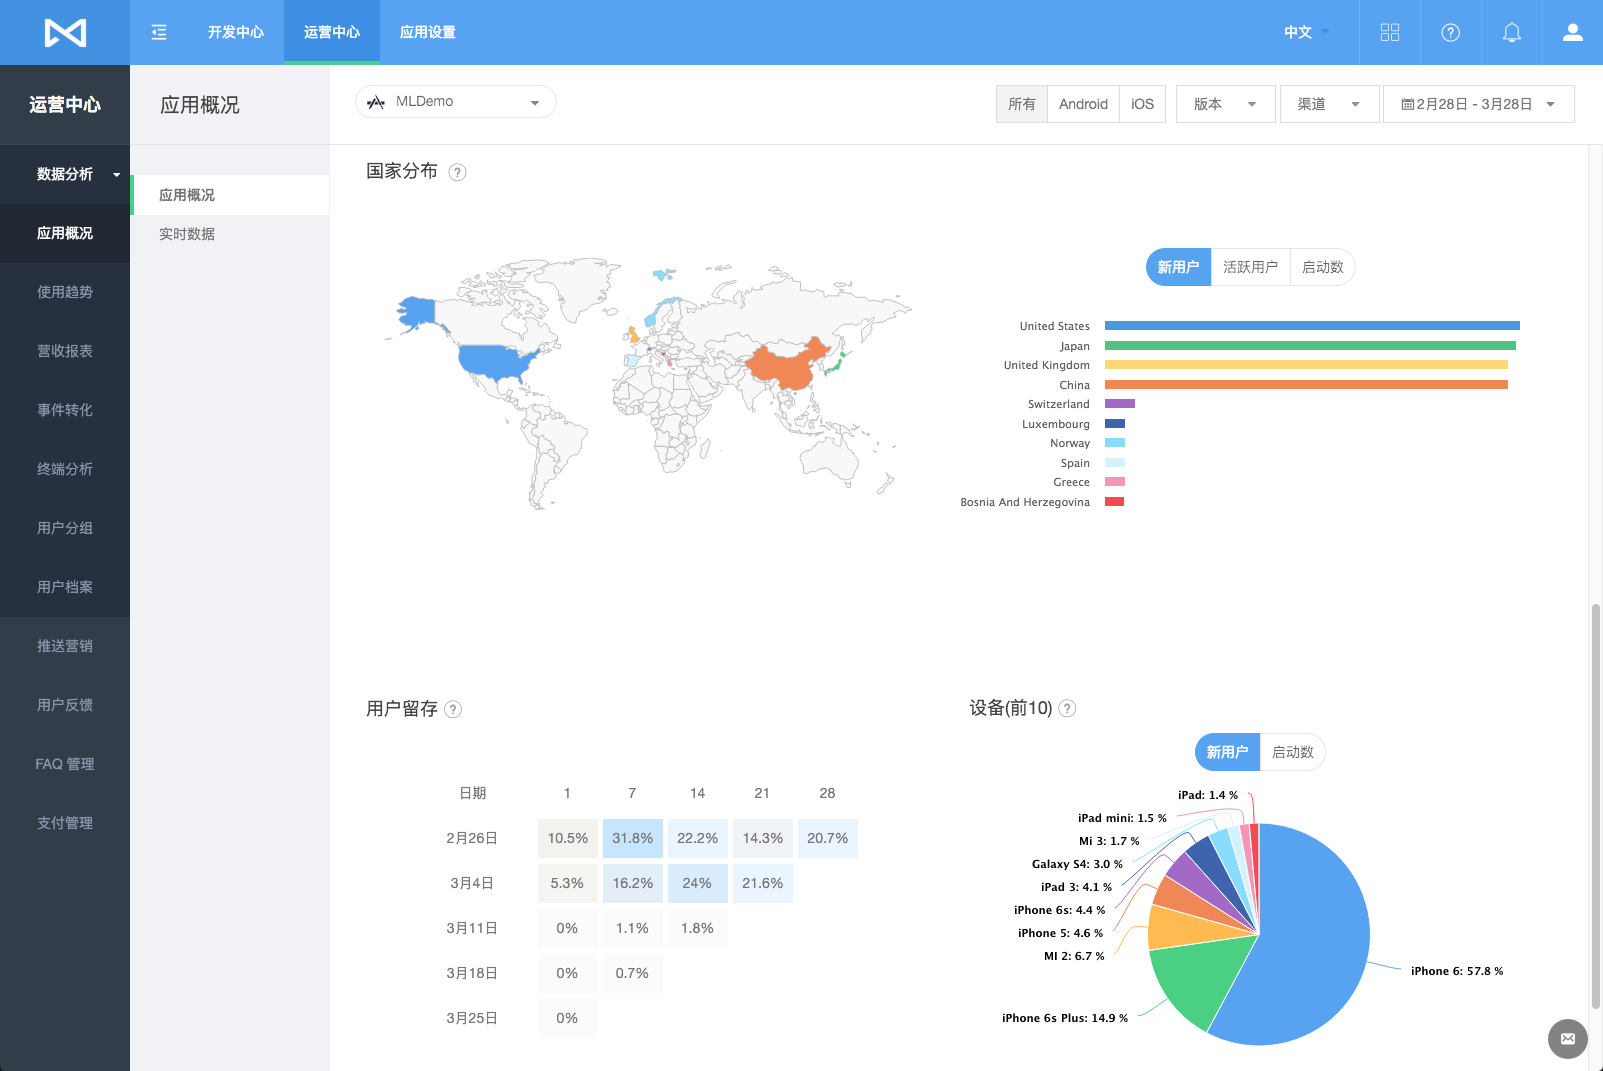 开发中心 运营中心 应用设置 中文
运营中心
应用概况
MLDemo
所有 Android iOS 版本 渠道 2月28日 - 3月28日
数据分析
应用概况
使用趋势
营收报表
事件转化
终端分析
用户分组
用户档案
推送营销
用户反馈
FAQ 管理
支付管理
应用概况
实时数据
国家分布 ?
新用户 活跃用户 启动数
United States
Japan
United Kingdom
China
Switzerland
Luxembourg
Norway
Spain
Greece
Bosnia And Herzegovina
用户留存 ?
日期 1 7 14 21 28
2月26日 10.5% 31.8% 22.2% 14.3% 20.7%
3月4日 5.3% 16.2% 24% 21.6%
3月11日 0% 1.1% 1.8%
3月18日 0% 0.7%
3月25日 0%
设备(前10) ?
新用户 启动数
iPad: 1.4 %
iPad mini: 1.5 %
Mi 3: 1.7 %
Galaxy S4: 3.0 %
iPad 3: 4.1 %
iPhone 6s: 4.4 %
iPhone 5: 4.6 %
MI 2: 6.7 %
iPhone 6: 57.8 %
iPhone 6s Plus: 14.9 %